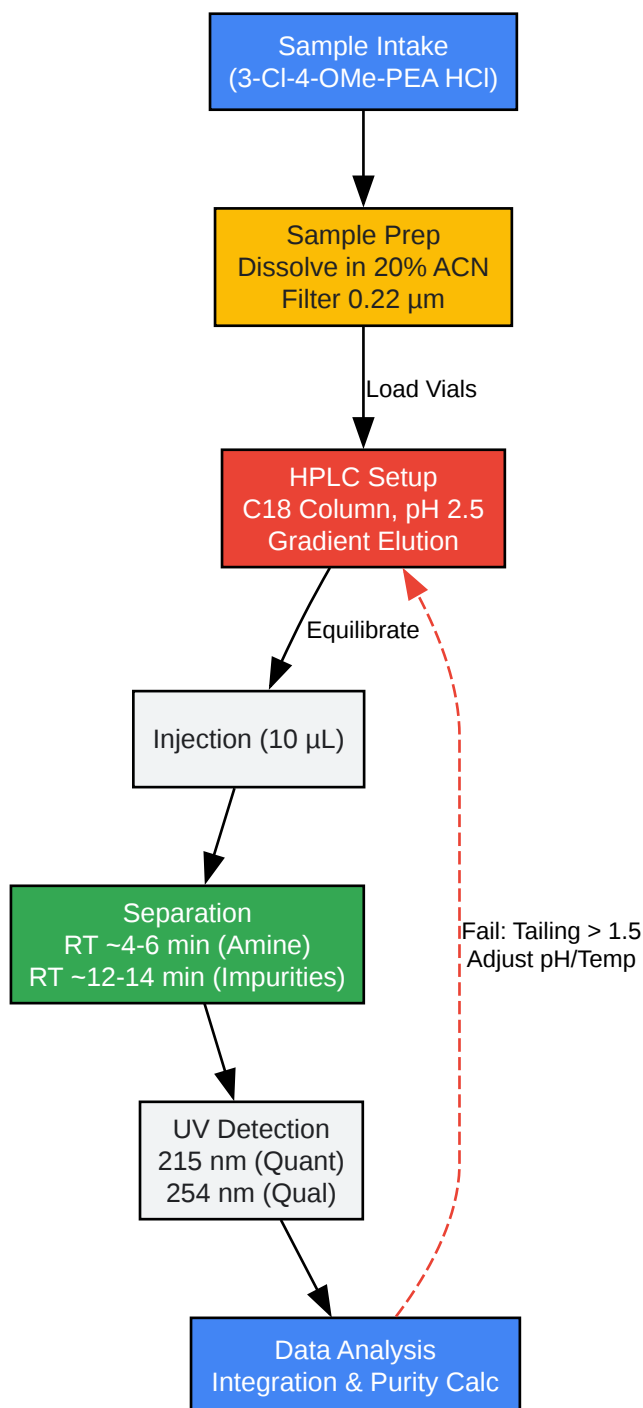 Sample Intake
(3-Cl-4-OMe-PEA HCl)
Sample Prep
Dissolve in 20% ACN
Filter 0.22 µm
Load Vials
HPLC Setup
C18 Column, pH 2.5
Gradient Elution
Equilibrate
Injection (10 µL)
Separation
RT ~4-6 min (Amine)
RT ~12-14 min (Impurities)
Fail: Tailing > 1.5
Adjust pH/Temp
UV Detection
215 nm (Quant)
254 nm (Qual)
Data Analysis
Integration & Purity Calc